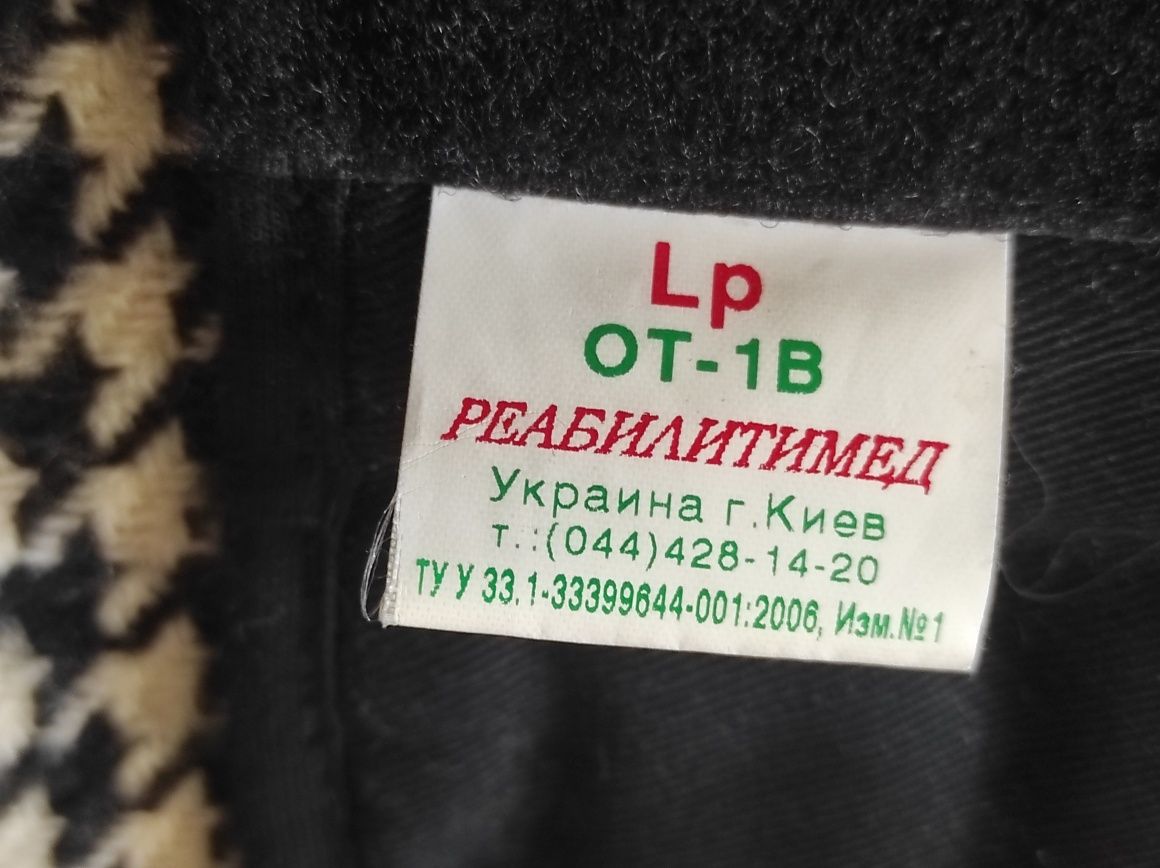 Lp
ОТ-1В
РЕАБИЛИТИМЕД
Украина г.Киев
т.:(044)428-14-20
ТУ У 33.1-33399644-001:2006, Изм.№1